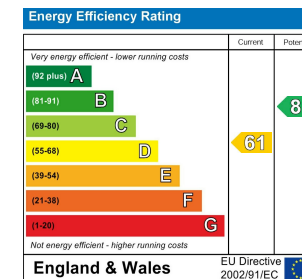 Energy Efficiency Rating
Current
Very energy efficient - lower running costs
(92 plus) A
(81-91) B
(69-80) C
(55-68) D
(39-54) E
(21-38) F
(1-20) G
61
8
Not energy efficient - higher running costs
England & Wales
EU Directive
2002/91/EC